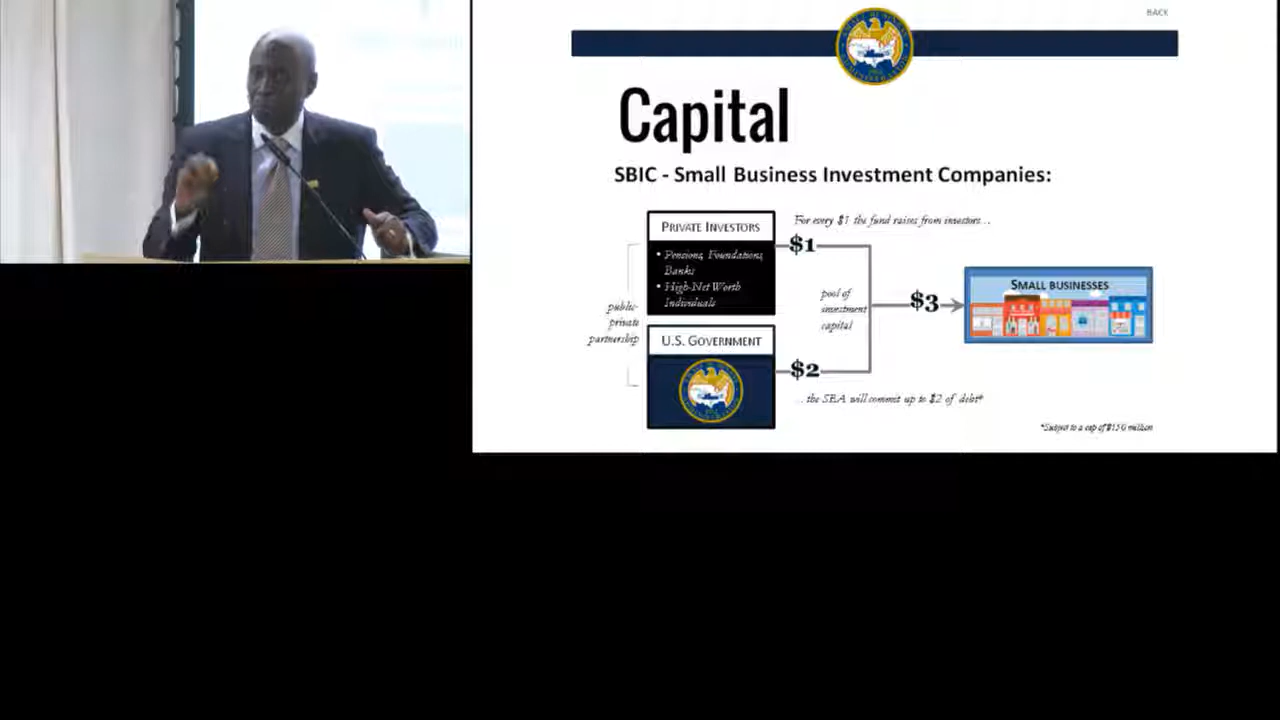 BACK
Capital
SBIC - Small Business Investment Companies:
PRIVATE INVESTORS
• Pensions, Foundations,
Banks
• High-Net Worth
Individuals
For every $1 the fund raises from investors...
$1
public-
private
partnership
pool of
investment
capital
$3
SMALL BUSINESSES
U.S. GOVERNMENT
$2
...the SBA will commit up to $2 of debt*
*Subject to a cap of $150 million